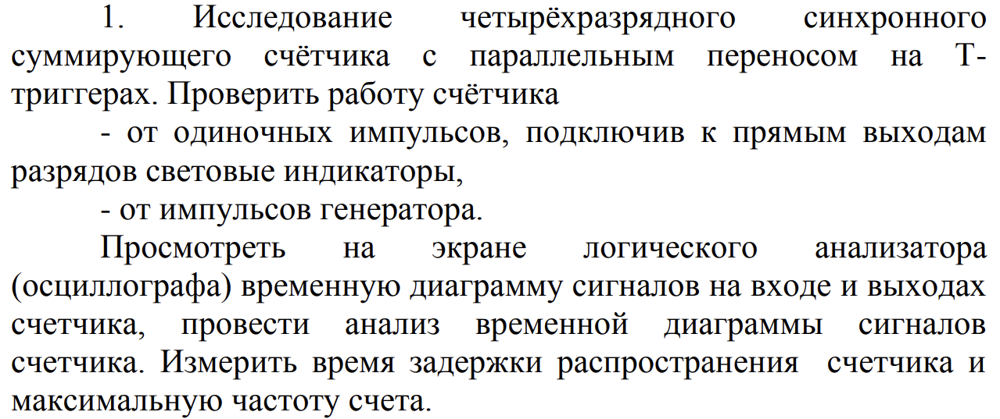 1. Исследование четырёхразрядного синхронного
суммирующего счётчика с параллельным переносом на Т-
триггерах. Проверить работу счётчика
- от одиночных импульсов, подключив к прямым выходам
разрядов световые индикаторы,
- от импульсов генератора.
Просмотреть на экране логического анализатора
(осциллографа) временную диаграмму сигналов на входе и выходах
счетчика, провести анализ временной диаграммы сигналов
счетчика. Измерить время задержки распространения счетчика и
максимальную частоту счета.